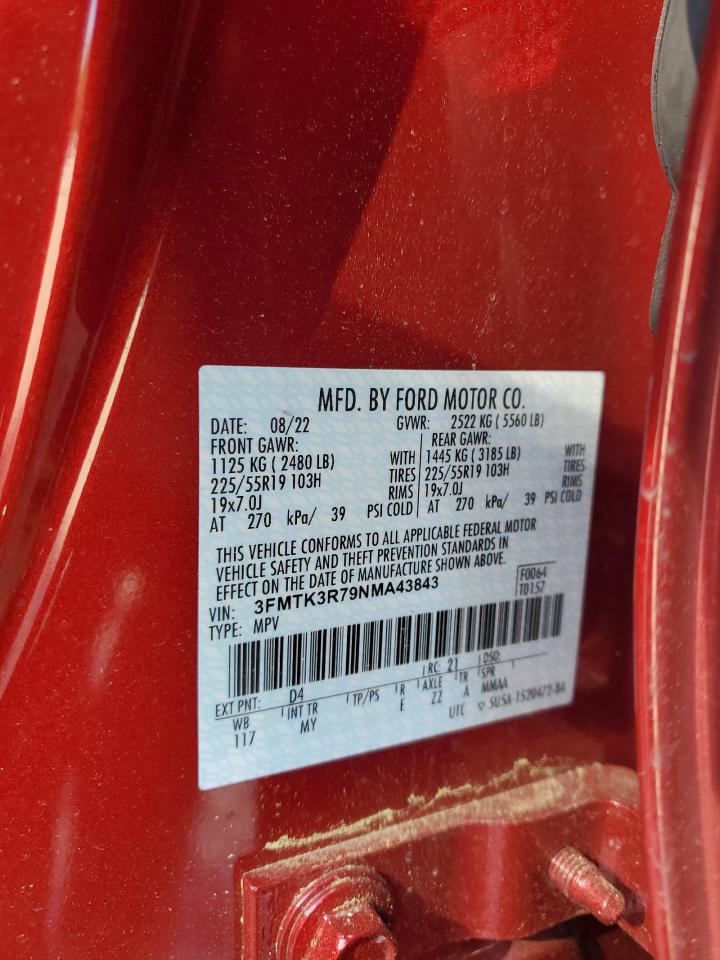 MFD. BY FORD MOTOR CO.
DATE: 08/22 GVWR: 2522 KG ( 5560 LB)
FRONT GAWR: REAR GAWR:
1125 KG ( 2480 LB) WITH 1445 KG ( 3185 LB) WITH
225/55R19 103H TIRES 225/55R19 103H TIRES
19x7.0J RIMS 19x7.0J RIMS
AT 270 kPa/ 39 PSI COLD AT 270 kPa/ 39 PSI COLD
THIS VEHICLE CONFORMS TO ALL APPLICABLE FEDERAL MOTOR
VEHICLE SAFETY AND THEFT PREVENTION STANDARDS IN
EFFECT ON THE DATE OF MANUFACTURE SHOWN ABOVE.
VIN: 3FMTK3R79NMA43843 F0064
TYPE: MPV T0157
RC: 21 DSO:
EXT PNT: D4
WB INT TR TP/PS R AXLE TR SPR
117 MY E ZZ A MMAA
UTC 5U5A-1520472-BA